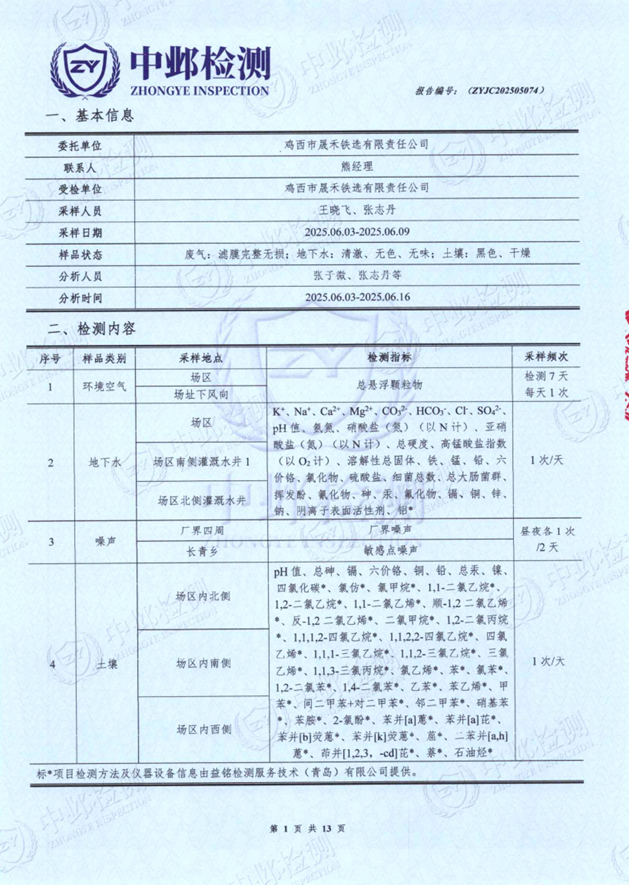 中邺检测
ZHONGYE INSPECTION
报告编号：（ZYJC202505074）
一、基本信息
委托单位 鸡西市晟禾铁选有限责任公司
联系人 熊经理
受检单位 鸡西市晟禾铁选有限责任公司
采样人员 王晓飞、张志丹
采样日期 2025.06.03-2025.06.09
样品状态 废气：滤膜完整无损；地下水：清澈、无色、无味；土壤：黑色、干燥
分析人员 张子微、张志丹等
分析时间 2025.06.03-2025.06.16
二、检测内容
序号 样品类别 采样地点 检测指标 采样频次
1 环境空气 场区 总悬浮颗粒物 检测 7 天
场址下风向 每天 1 次
2 地下水 场区 K⁺、Na⁺、Ca²⁺、Mg²⁺、CO₃²⁻、HCO₃⁻、Cl⁻、SO₄²⁻、
pH 值、氨氮、硝酸盐（氮）（以 N 计）、亚硝
酸盐（氮）（以 N 计）、总硬度、高锰酸盐指数
场区南侧灌溉水井 1 （以 O₂计）、溶解性总固体、铁、锰、铅、六 1 次/天
价铬、氯化物、硫酸盐、细菌总数、总大肠菌群、
场区北侧灌溉水井 挥发酚、氰化物、砷、汞、氟化物、镉、铜、锌、
钠、阴离子表面活性剂、铝*
3 噪声 厂界四周 厂界噪声 昼夜各 1 次
长青乡 敏感点噪声 /2 天
4 土壤 场区内北侧 pH 值、总砷、镉、六价铬、铜、铅、总汞、镍、
四氯化碳*、氯仿*、氯甲烷*、1,1-二氯乙烷*、
1,2-二氯乙烷*、1,1-二氯乙烯*、顺-1,2 二氯乙烯
*、反-1,2 二氯乙烯*、二氯甲烷*、1,2-二氯丙烷
*、1,1,1,2-四氯乙烷*、1,1,2,2-四氯乙烷*、四氯
乙烯*、1,1,1-三氯乙烷*、1,1,2-三氯乙烷*、三氯
场区内南侧 乙烯*、1,1,3-三氯丙烷*、氯乙烯*、苯*、氯苯*、 1 次/天
1,2-二氯苯*、1,4-二氯苯*、乙苯*、苯乙烯*、甲
苯*、间二甲苯+对二甲苯*、邻二甲苯*、硝基苯
*、苯胺*、2-氯酚*、苯并[a]蒽*、苯并[a]芘*、
场区内西侧 苯并[b]荧蒽*、苯并[k]荧蒽*、䓛*、二苯并[a,h]
蒽*、茚并[1,2,3，-cd]芘*、萘*、石油烃*
标*项目检测方法及仪器设备信息由益铭检测服务技术（青岛）有限公司提供。
第 1 页 共 13 页